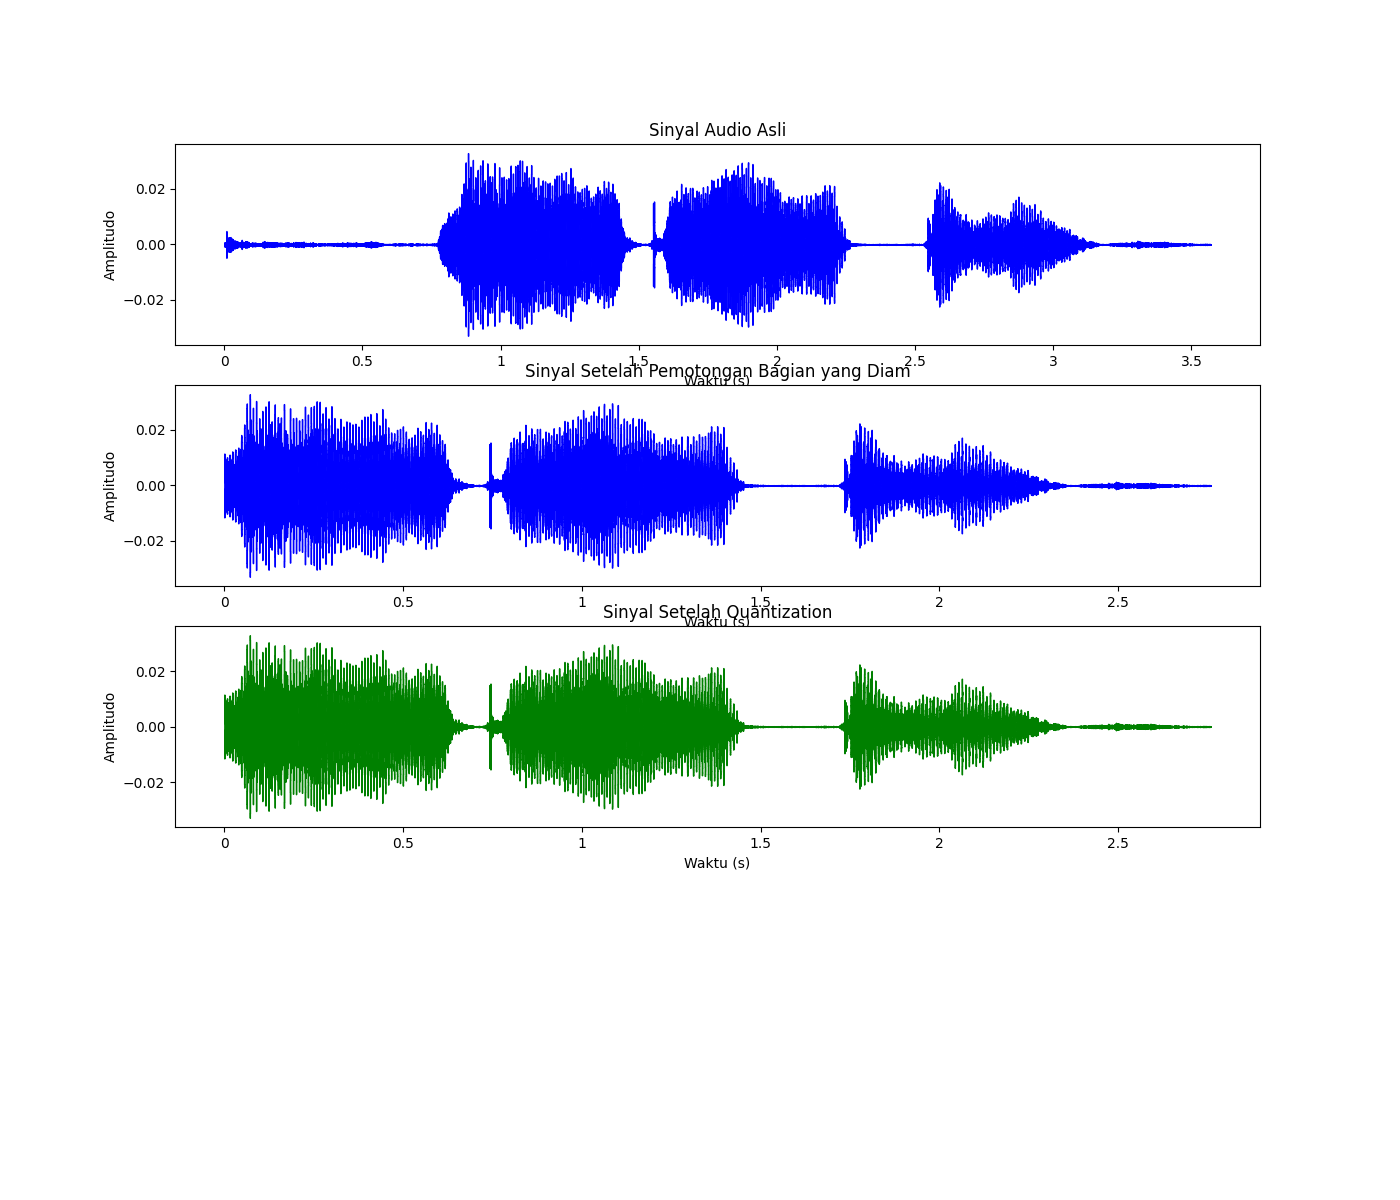 Sinyal Audio Asli
Amplitudo
0.02
0.00
−0.02
0 0.5 1 1.5 2 2.5 3 3.5
Waktu (s)
Sinyal Setelah Pemotongan Bagian yang Diam
Amplitudo
0.02
0.00
−0.02
0 0.5 1 1.5 2 2.5
Waktu (s)
Sinyal Setelah Quantization
Amplitudo
0.02
0.00
−0.02
0 0.5 1 1.5 2 2.5
Waktu (s)